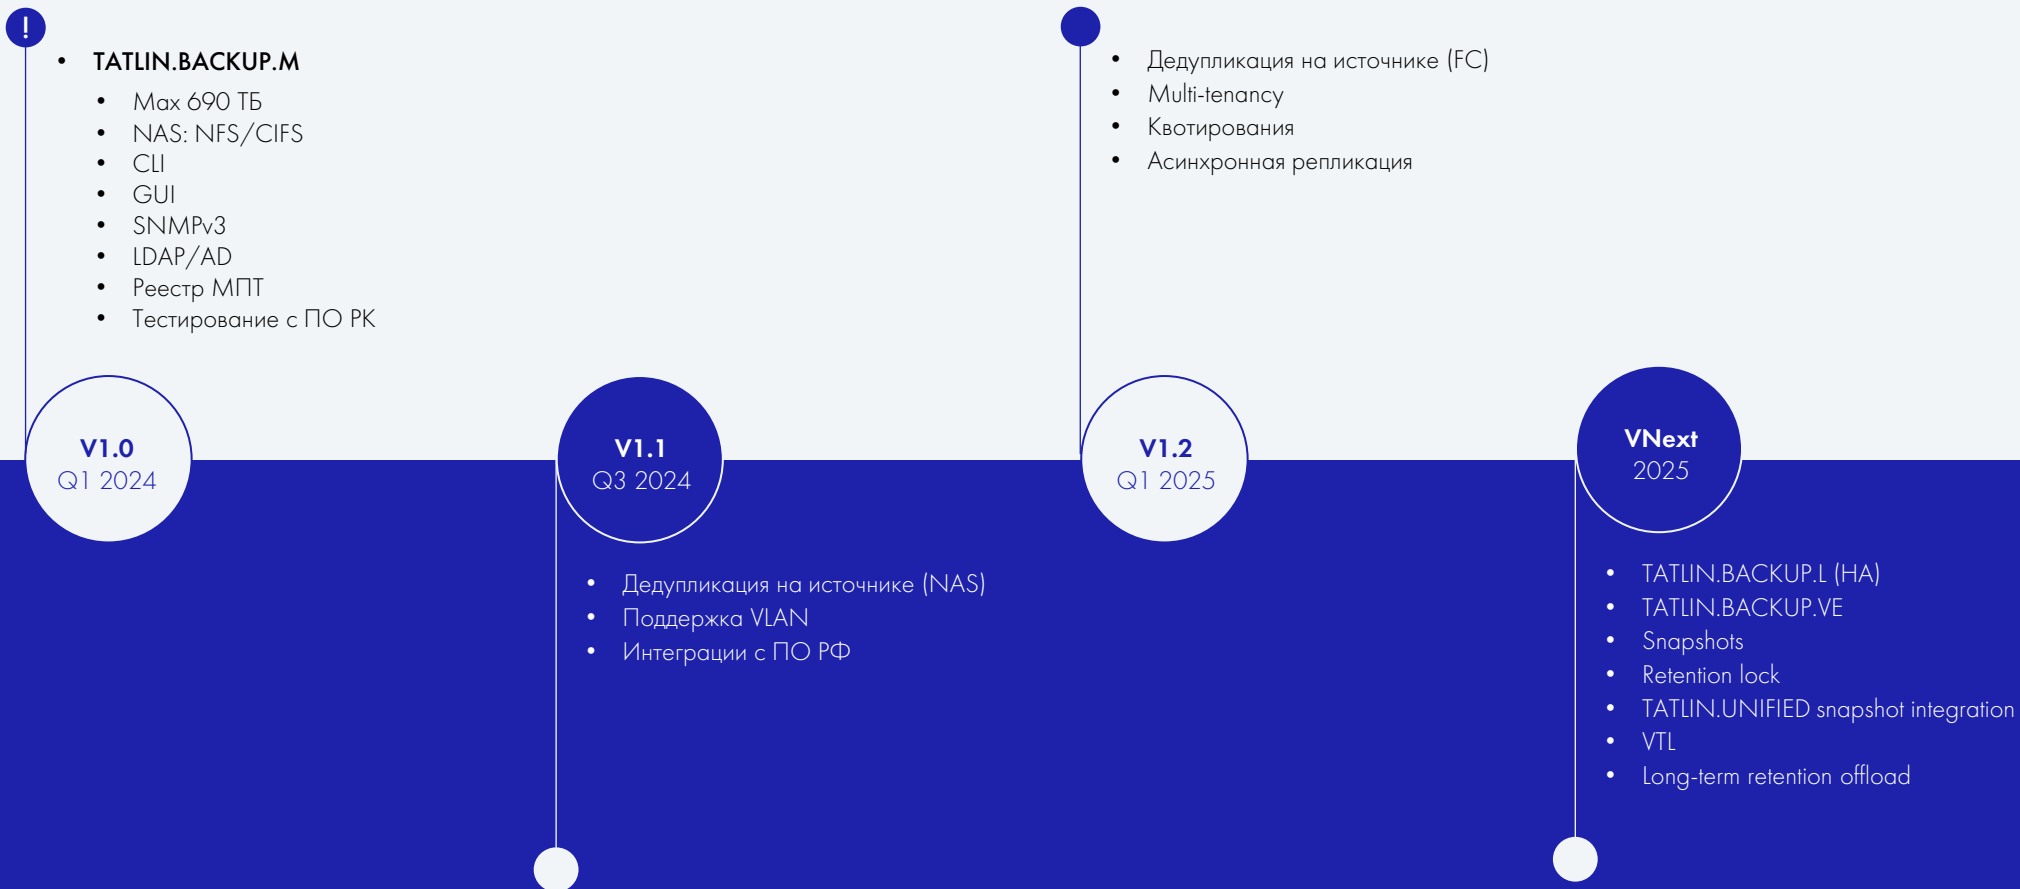 !
• TATLIN.BACKUP.M
• Max 690 ТБ
• NAS: NFS/CIFS
• CLI
• GUI
• SNMPv3
• LDAP/AD
• Реестр МПТ
• Тестирование с ПО РК
V1.0
Q1 2024
V1.1
Q3 2024
• Дедупликация на источнике (NAS)
• Поддержка VLAN
• Интеграции с ПО РФ
• Дедупликация на источнике (FC)
• Multi-tenancy
• Квотирования
• Асинхронная репликация
V1.2
Q1 2025
VNext
2025
• TATLIN.BACKUP.L (HA)
• TATLIN.BACKUP.VE
• Snapshots
• Retention lock
• TATLIN.UNIFIED snapshot integration
• VTL
• Long-term retention offload